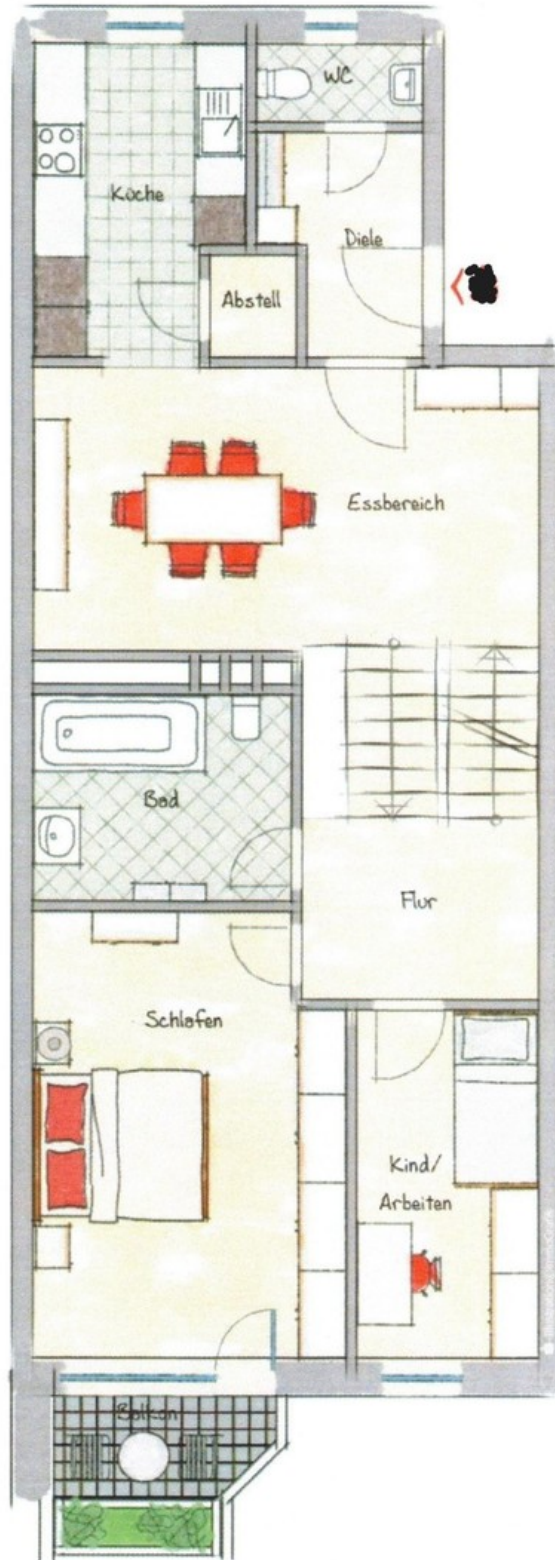 WC
Küche
Diele
Abstell
Essbereich
Bad
Flur
Schlafen
Kind/
Arbeiten
Balkon